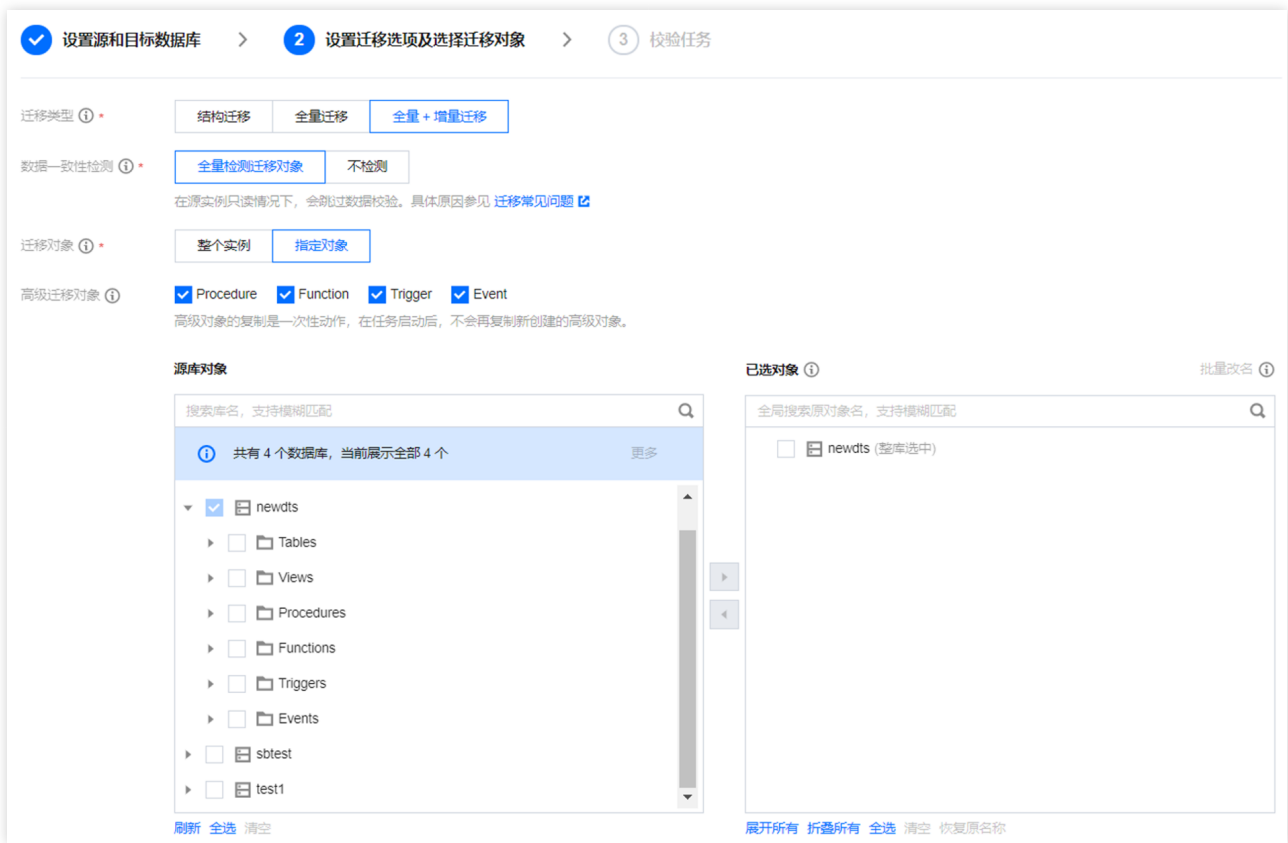 设置源和目标数据库 2 设置迁移选项及选择迁移对象 3 校验任务
迁移类型 * 结构迁移 全量迁移 全量 + 增量迁移
数据一致性检测 * 全量检测迁移对象 不检测
在源实例只读情况下，会跳过数据校验。具体原因参见 迁移常见问题
迁移对象 * 整个实例 指定对象
高级迁移对象 Procedure Function Trigger Event
高级对象的复制是一次性动作，在任务启动后，不会再复制新创建的高级对象。
源库对象
搜索库名，支持模糊匹配
共有 4 个数据库，当前展示全部 4 个 更多
newdts
Tables
Views
Procedures
Functions
Triggers
Events
sbtest
test1
刷新 全选 清空
已选对象 批量改名
全局搜索原对象名，支持模糊匹配
newdts (整库选中)
展开所有 折叠所有 全选 清空 恢复原名称